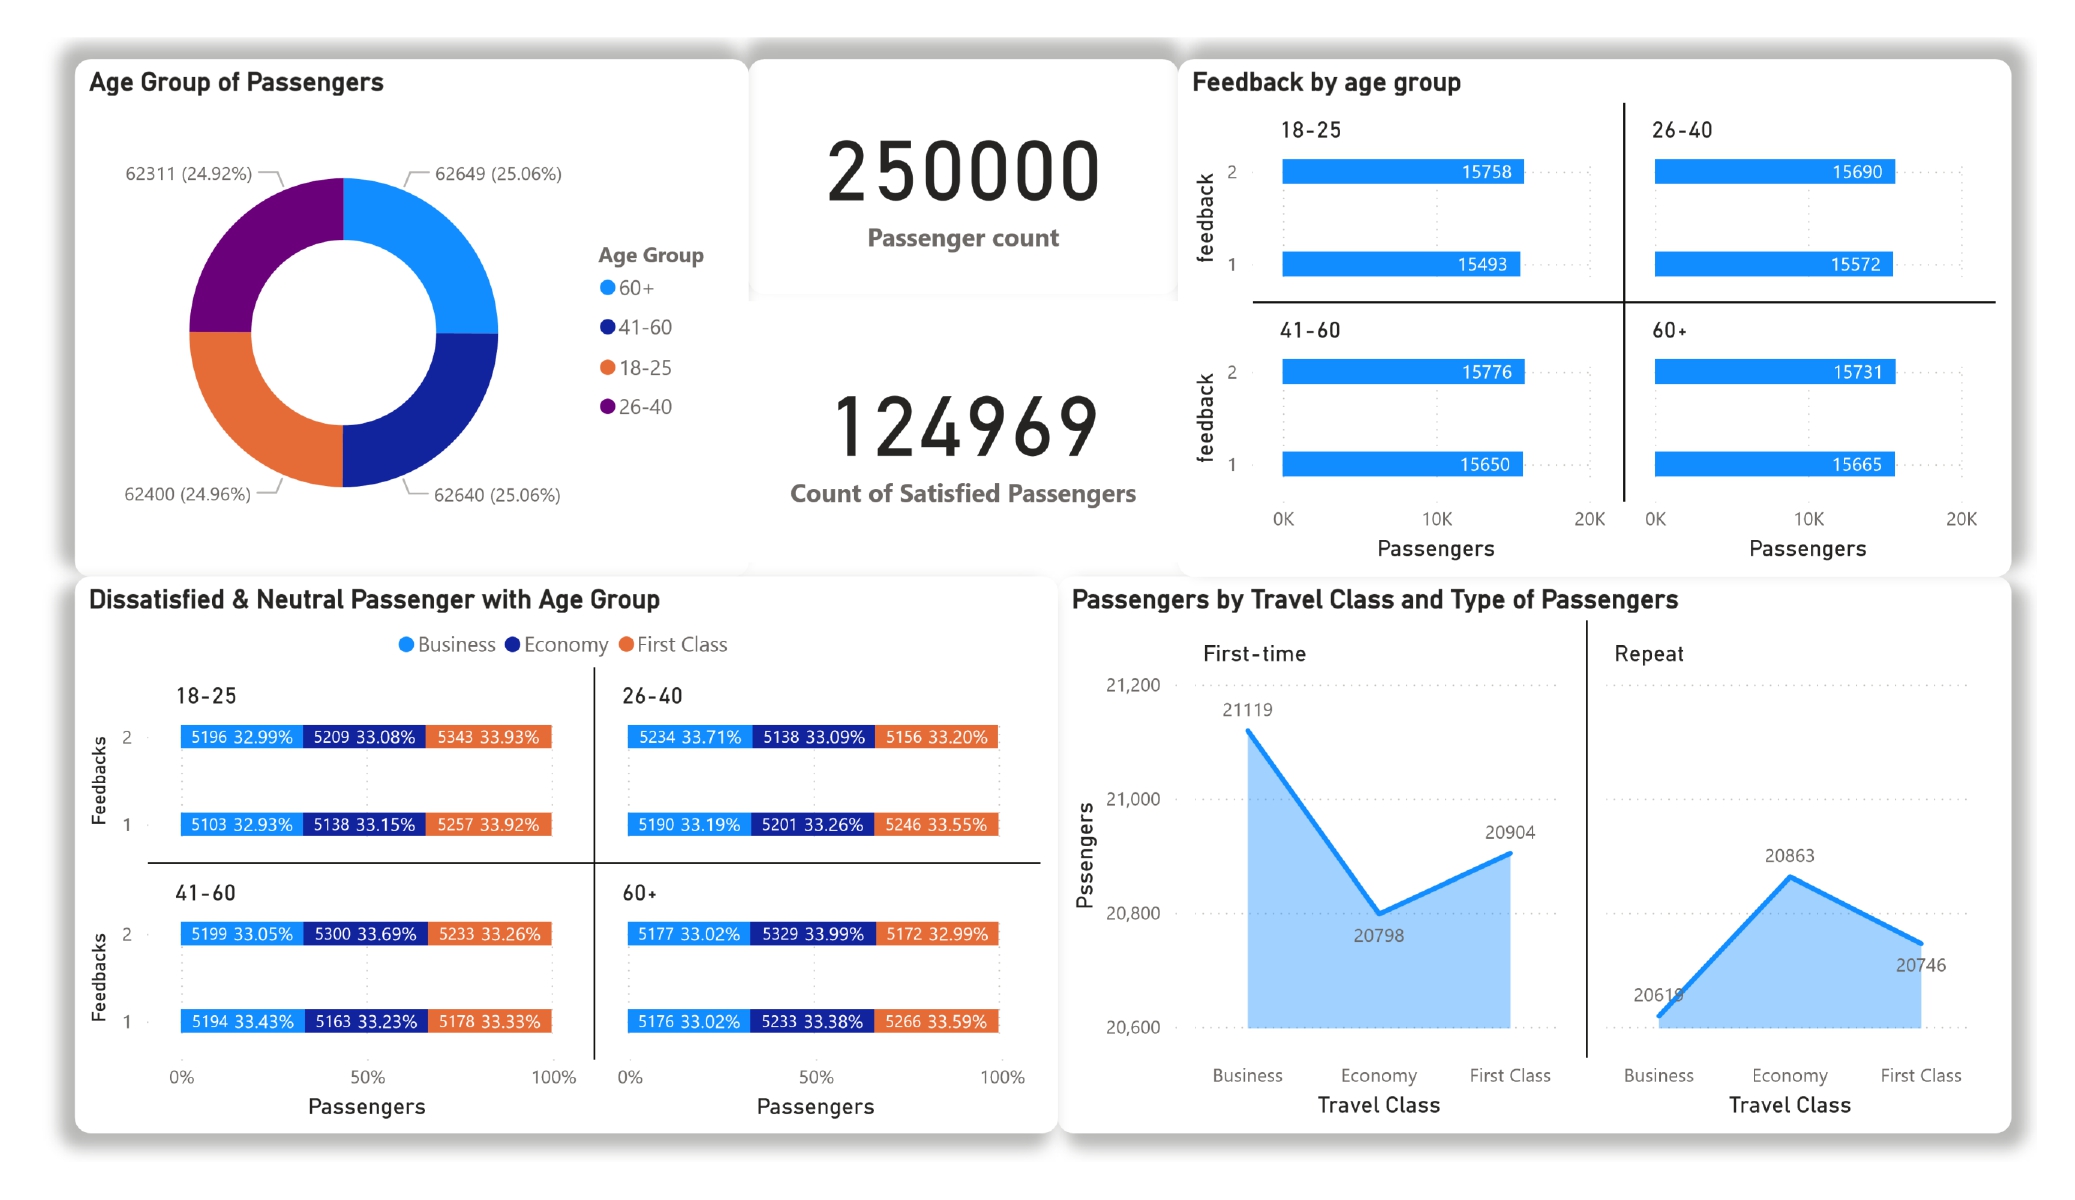 Age Group of Passengers
62311 (24.92%)
62649 (25.06%)
62400 (24.96%)
62640 (25.06%)
Age Group
60+
41-60
18-25
26-40
250000
Passenger count
124969
Count of Satisfied Passengers
Feedback by age group
18-25
26-40
feedback
2
15758
15690
1
15493
15572
41-60
60+
feedback
2
15776
15731
1
15650
15665
0K 10K 20K
0K 10K 20K
Passengers
Passengers
Dissatisfied & Neutral Passenger with Age Group
Business Economy First Class
18-25
26-40
Feedbacks
2
5196 32.99% 5209 33.08% 5343 33.93%
5234 33.71% 5138 33.09% 5156 33.20%
1
5103 32.93% 5138 33.15% 5257 33.92%
5190 33.19% 5201 33.26% 5246 33.55%
41-60
60+
Feedbacks
2
5199 33.05% 5300 33.69% 5233 33.26%
5177 33.02% 5329 33.99% 5172 32.99%
1
5194 33.43% 5163 33.23% 5178 33.33%
5176 33.02% 5233 33.38% 5266 33.59%
0% 50% 100%
0% 50% 100%
Passengers
Passengers
Passengers by Travel Class and Type of Passengers
First-time
Repeat
Pssengers
21,200
21,000
20,800
20,600
21119
20798
20904
20619
20863
20746
Business Economy First Class
Business Economy First Class
Travel Class
Travel Class